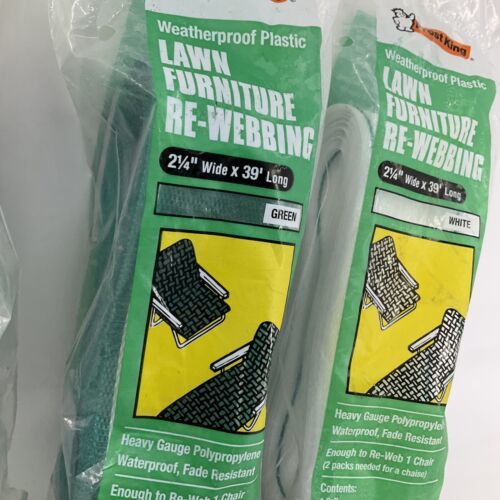 Weatherproof Plastic
LAWN
FURNITURE
RE-WEBBING
2¼" Wide x 39' Long
GREEN
Heavy Gauge Polypropylene
Waterproof, Fade Resistant
Enough to Re-Web 1 Chair
Frost King
Weatherproof Plastic
LAWN
FURNITURE
RE-WEBBING
2¼" Wide x 39' Long
WHITE
Heavy Gauge Polypropylene
Waterproof, Fade Resistant
Enough to Re-Web 1 Chair
(2 packs needed for a chaise)
Contents: